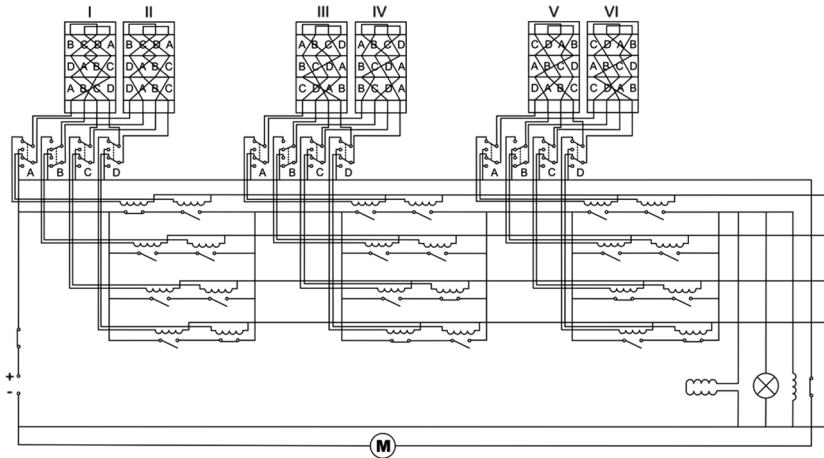 I II III IV V VI
B C D A B C D A A B C D A B C D C D A B C D A B
D A B C D A B C B C D A B C D A A B C D A B C D
A B C D D A B C C D A B A B C D D A B C C D A B
A B C D A B C D A B C D
+
-
M